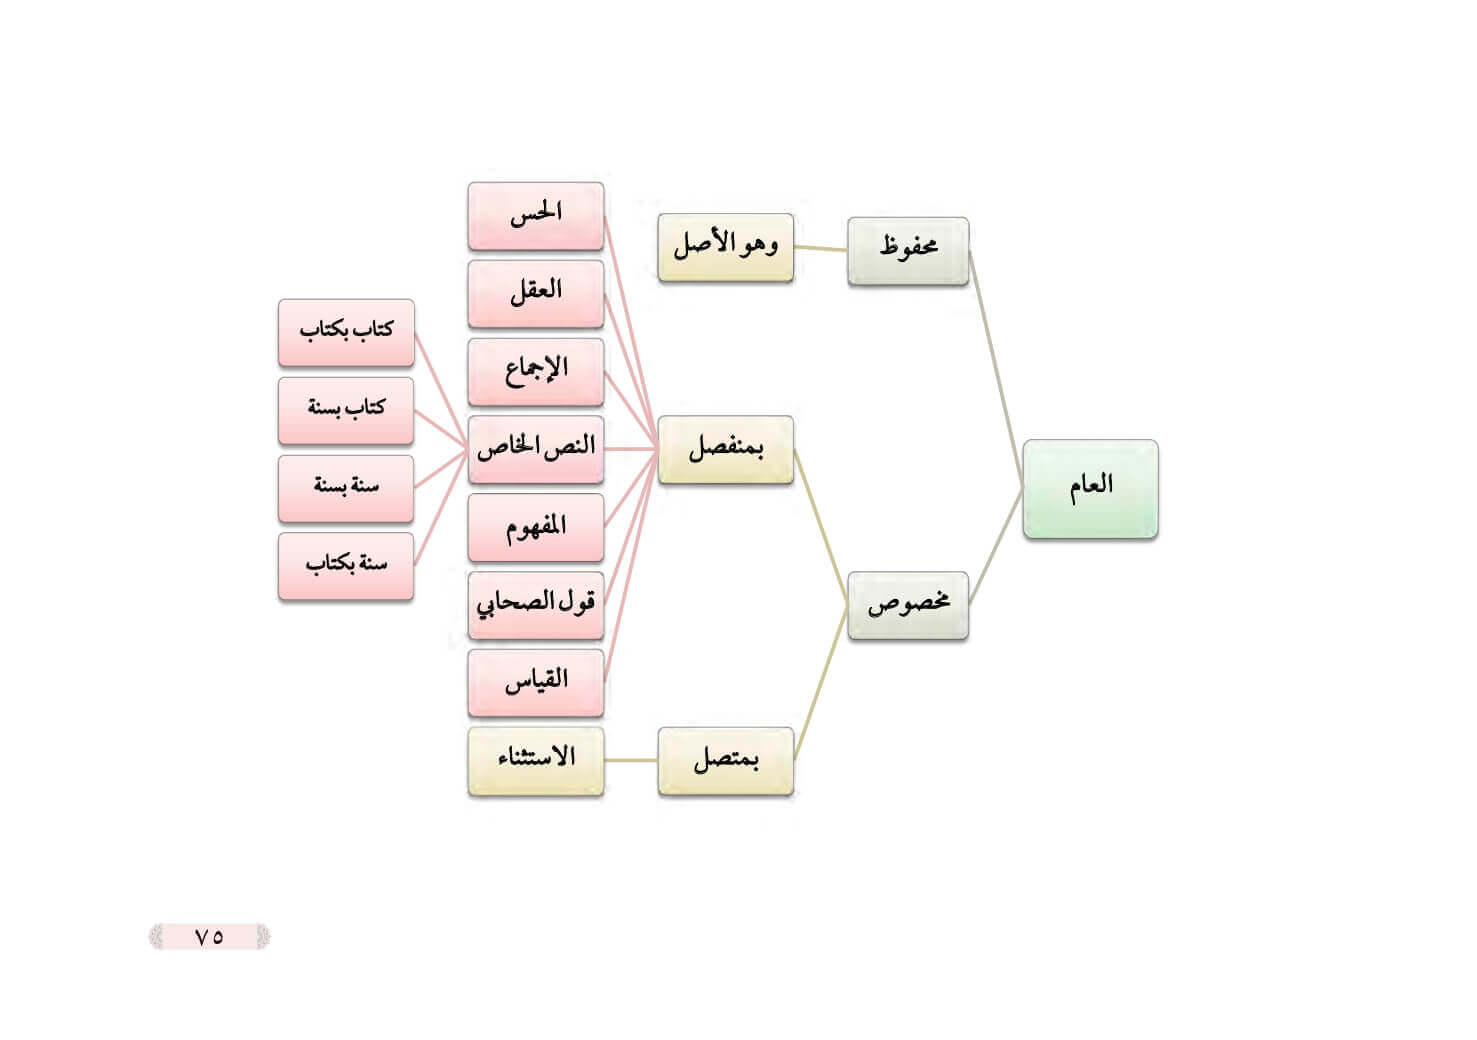 العام
محفوظ
وهو الأصل
مخصوص
بمنفصل
الحس
العقل
الإجماع
النص الخاص
كتاب بكتاب
كتاب بسنة
سنة بسنة
سنة بكتاب
المفهوم
قول الصحابي
القياس
بمتصل
الاستثناء
٧٥